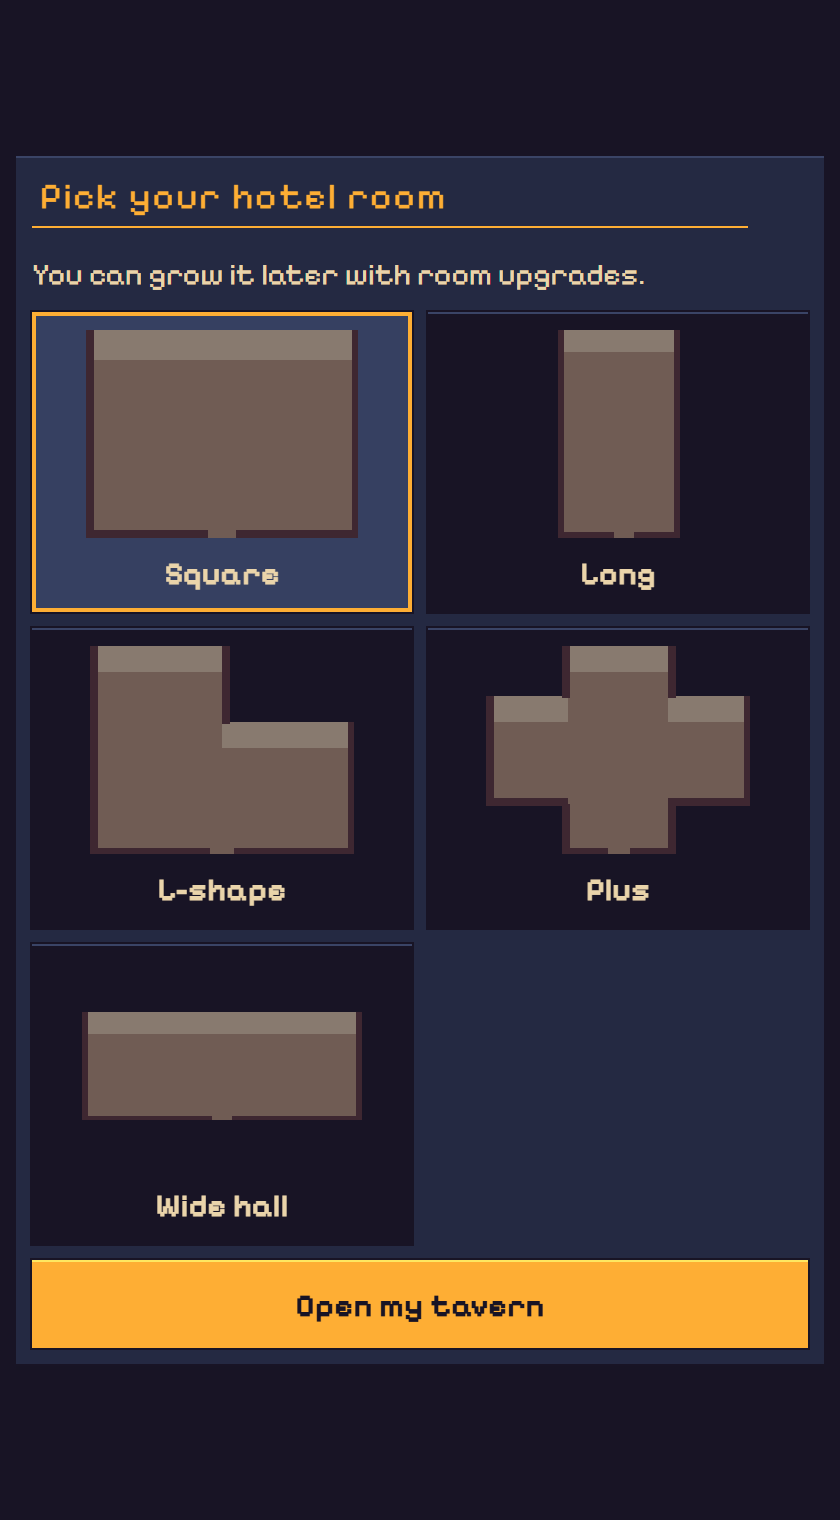 Pick your hotel room
You can grow it later with room upgrades.
Square
Long
L-shape
Plus
Wide hall
Open my tavern